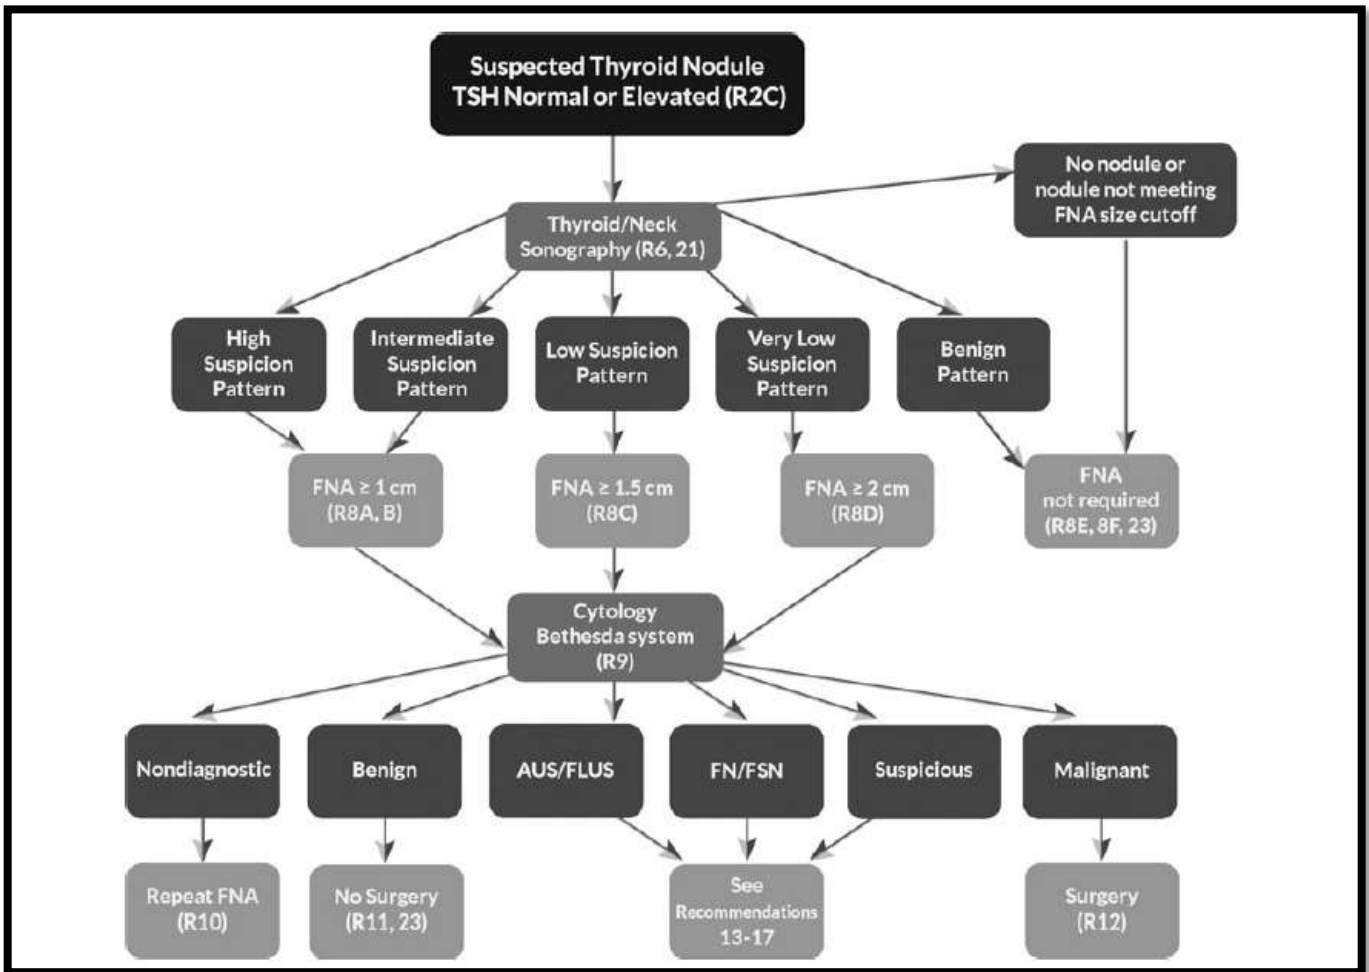 Suspected Thyroid Nodule
TSH Normal or Elevated (R2C)
No nodule or
nodule not meeting
FNA size cutoff
Thyroid/Neck
Sonography (R6, 21)
High
Suspicion
Pattern
Intermediate
Suspicion
Pattern
Low Suspicion
Pattern
Very Low
Suspicion
Pattern
Benign
Pattern
FNA ≥ 1 cm
(R8A, B)
FNA ≥ 1.5 cm
(R8C)
FNA ≥ 2 cm
(R8D)
FNA
not required
(R8E, 8F, 23)
Cytology
Bethesda system
(R9)
Nondiagnostic
Benign
AUS/FLUS
FN/FSN
Suspicious
Malignant
Repeat FNA
(R10)
No Surgery
(R11, 23)
See
Recommendations
13-17
Surgery
(R12)